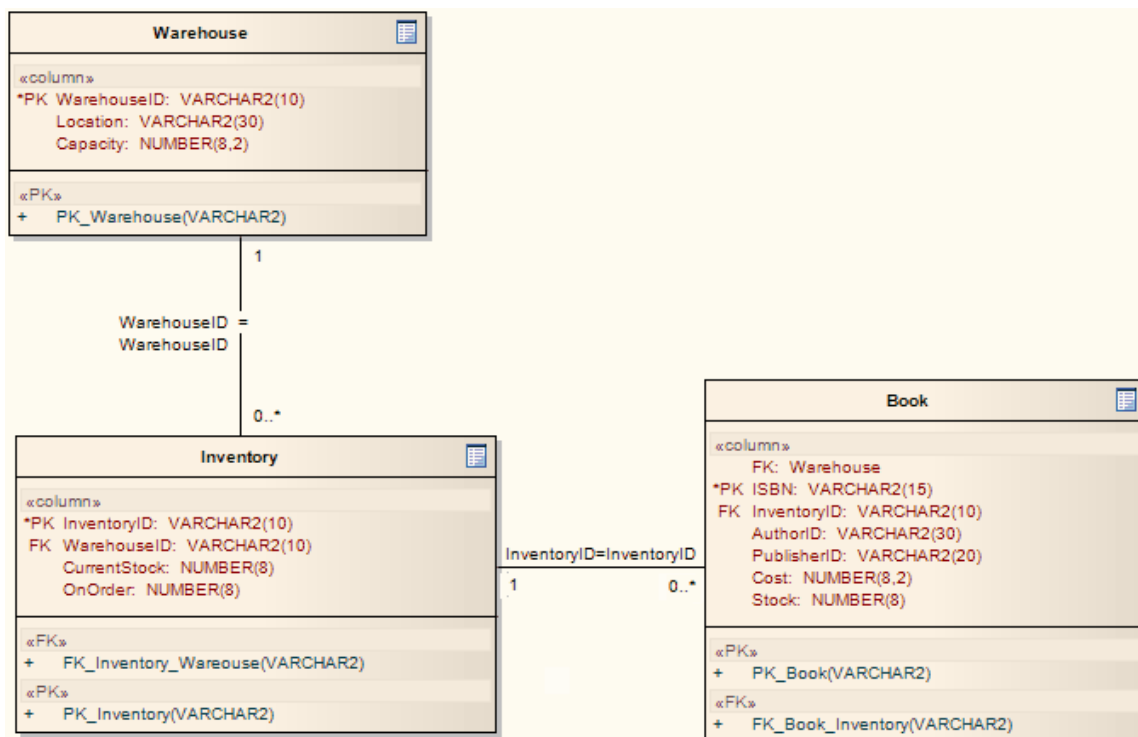 Warehouse
«column»
*PK WarehouseID: VARCHAR2(10)
Location: VARCHAR2(30)
Capacity: NUMBER(8,2)
«PK»
+ PK_Warehouse(VARCHAR2)
1
WarehouseID =
WarehouseID
0..*
Inventory
«column»
*PK InventoryID: VARCHAR2(10)
FK WarehouseID: VARCHAR2(10)
CurrentStock: NUMBER(8)
OnOrder: NUMBER(8)
«FK»
+ FK_Inventory_Wareouse(VARCHAR2)
«PK»
+ PK_Inventory(VARCHAR2)
InventoryID=InventoryID
1
0..*
Book
«column»
FK: Warehouse
*PK ISBN: VARCHAR2(15)
FK InventoryID: VARCHAR2(10)
AuthorID: VARCHAR2(30)
PublisherID: VARCHAR2(20)
Cost: NUMBER(8,2)
Stock: NUMBER(8)
«PK»
+ PK_Book(VARCHAR2)
«FK»
+ FK_Book_Inventory(VARCHAR2)